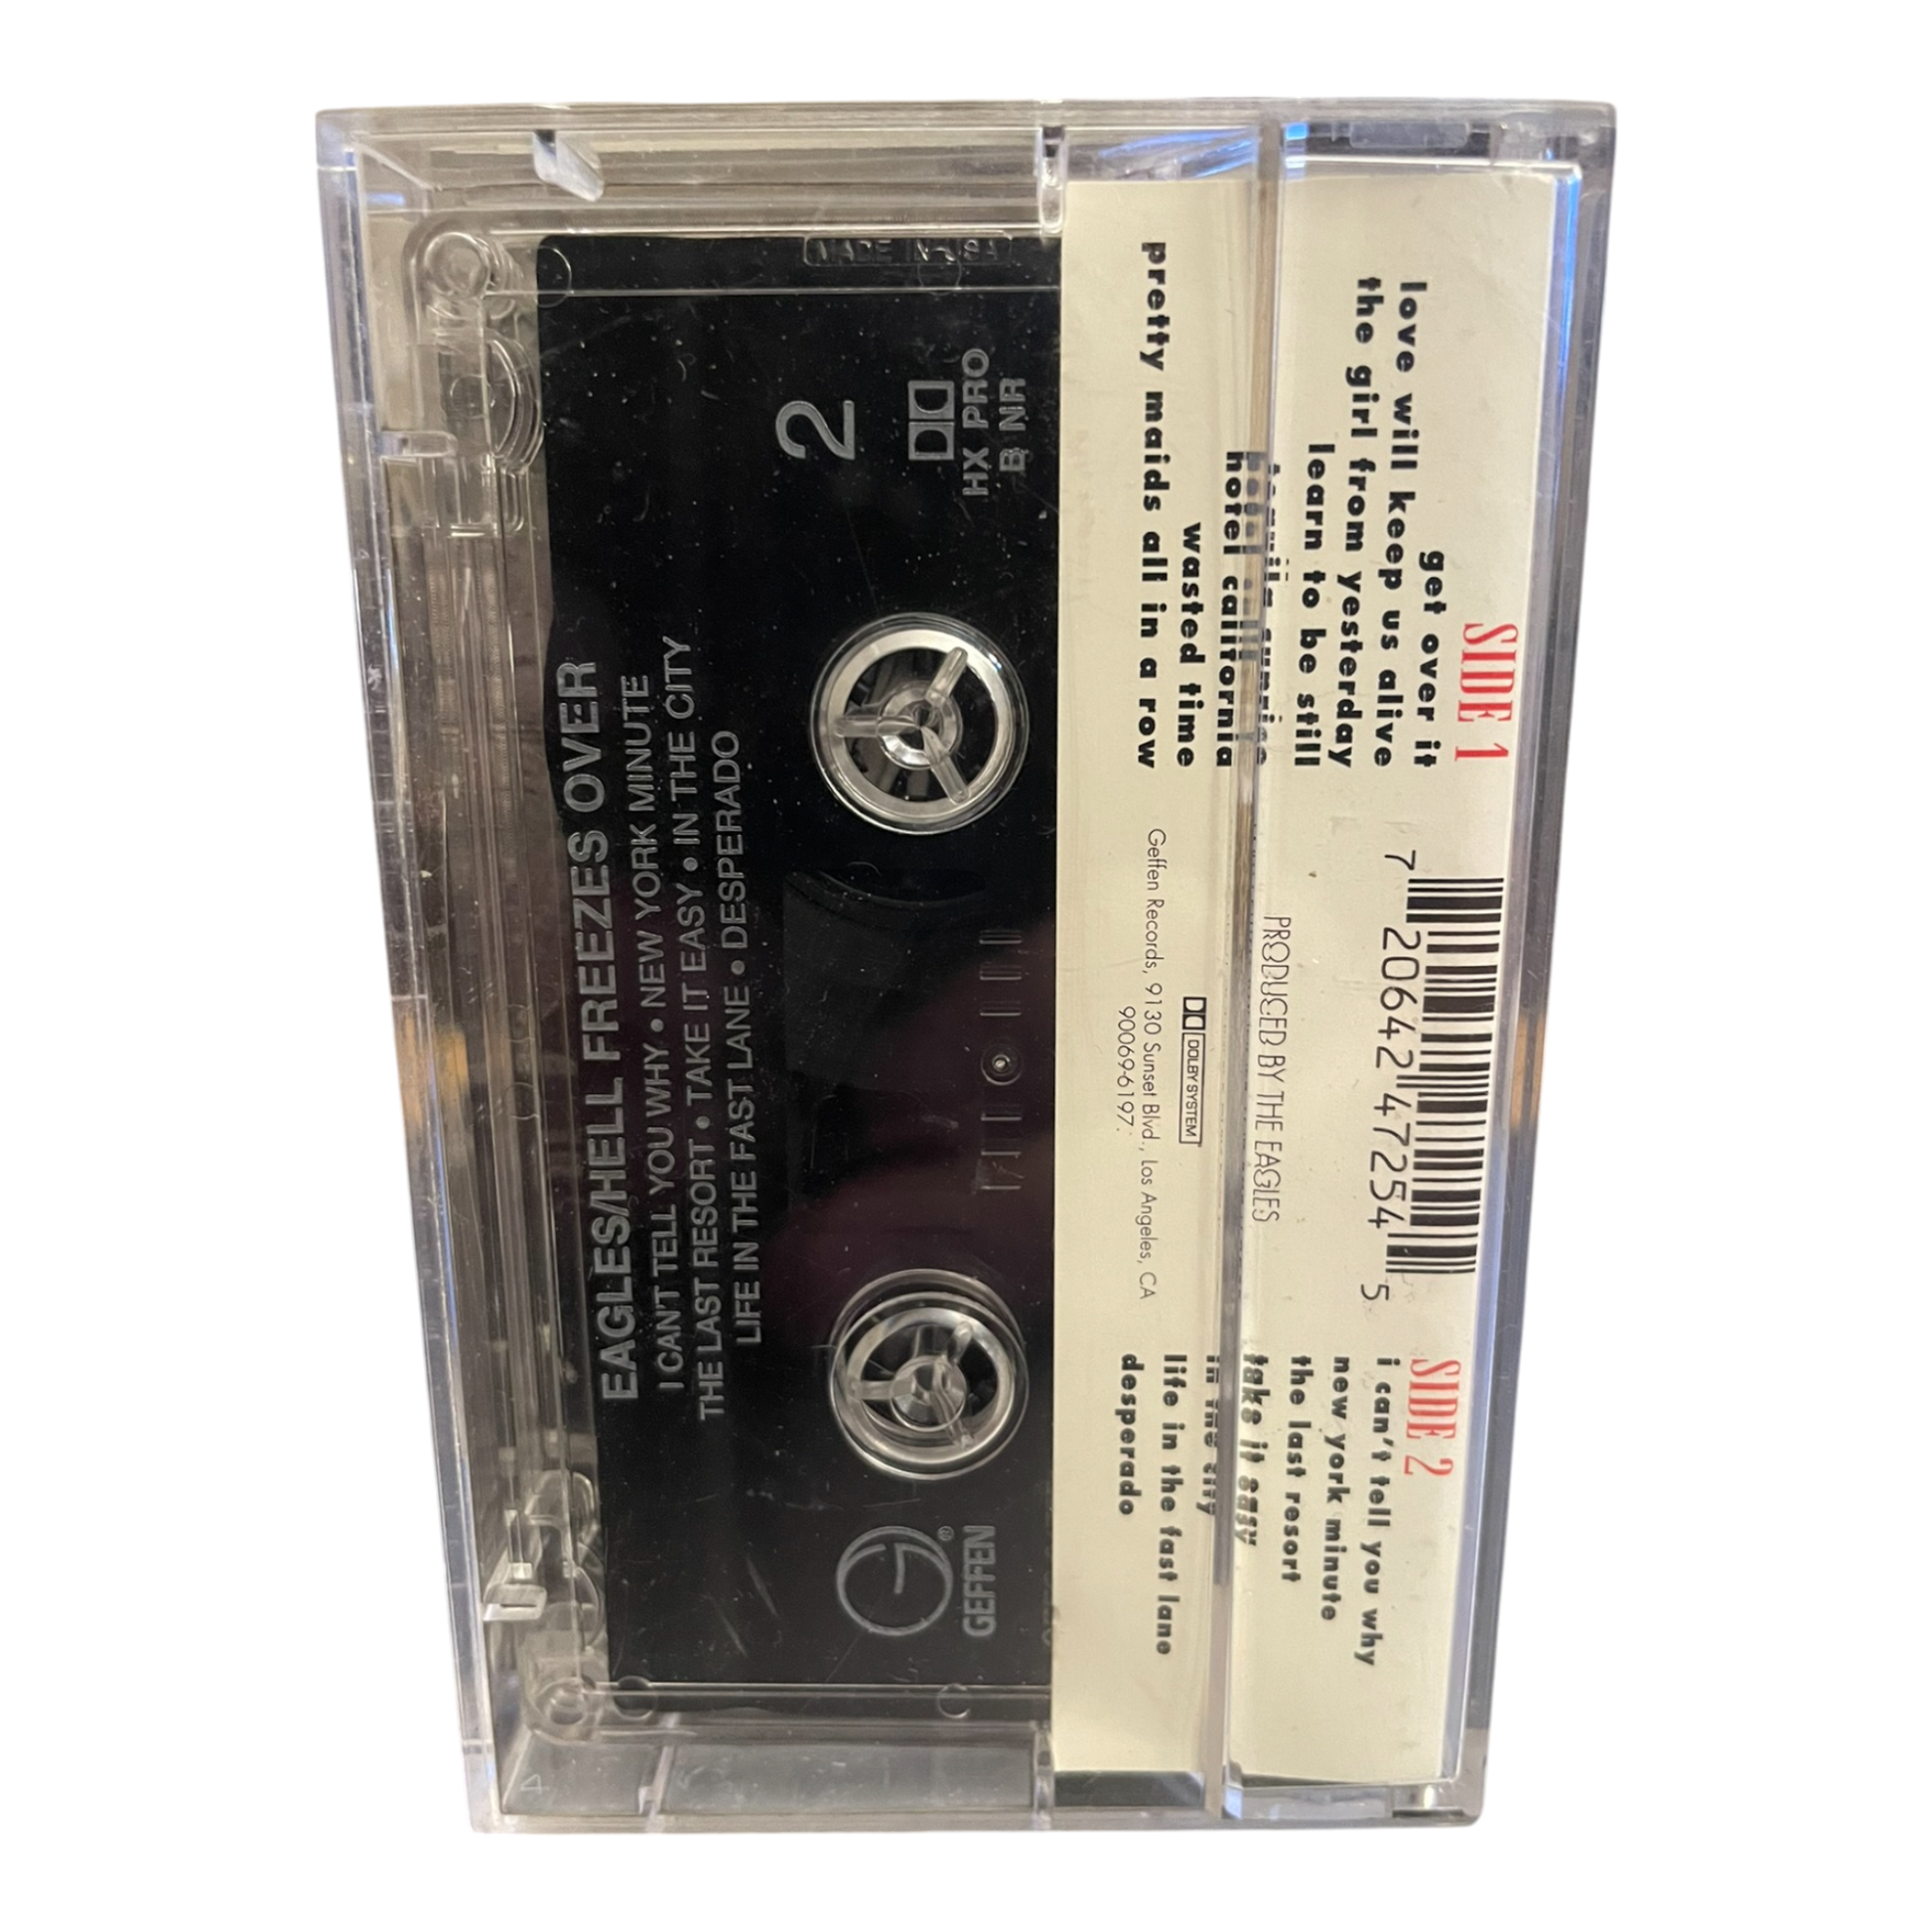 MADE IN USA
2
HX PRO
B NR
EAGLES/HELL FREEZES OVER
I CAN'T TELL YOU WHY • NEW YORK MINUTE
THE LAST RESORT • TAKE IT EASY • IN THE CITY
LIFE IN THE FAST LANE • DESPERADO
GEFFEN®
SIDE 1
get over it
love will keep us alive
the girl from yesterday
learn to be still
tequila sunrise
hotel california
wasted time
pretty maids all in a row
7 20642 47254 5
PRODUCED BY THE EAGLES
DOLBY SYSTEM
Geffen Records, 9130 Sunset Blvd., Los Angeles, CA
90069-6197.
SIDE 2
i can't tell you why
new york minute
the last resort
take it easy
in the city
life in the fast lane
desperado